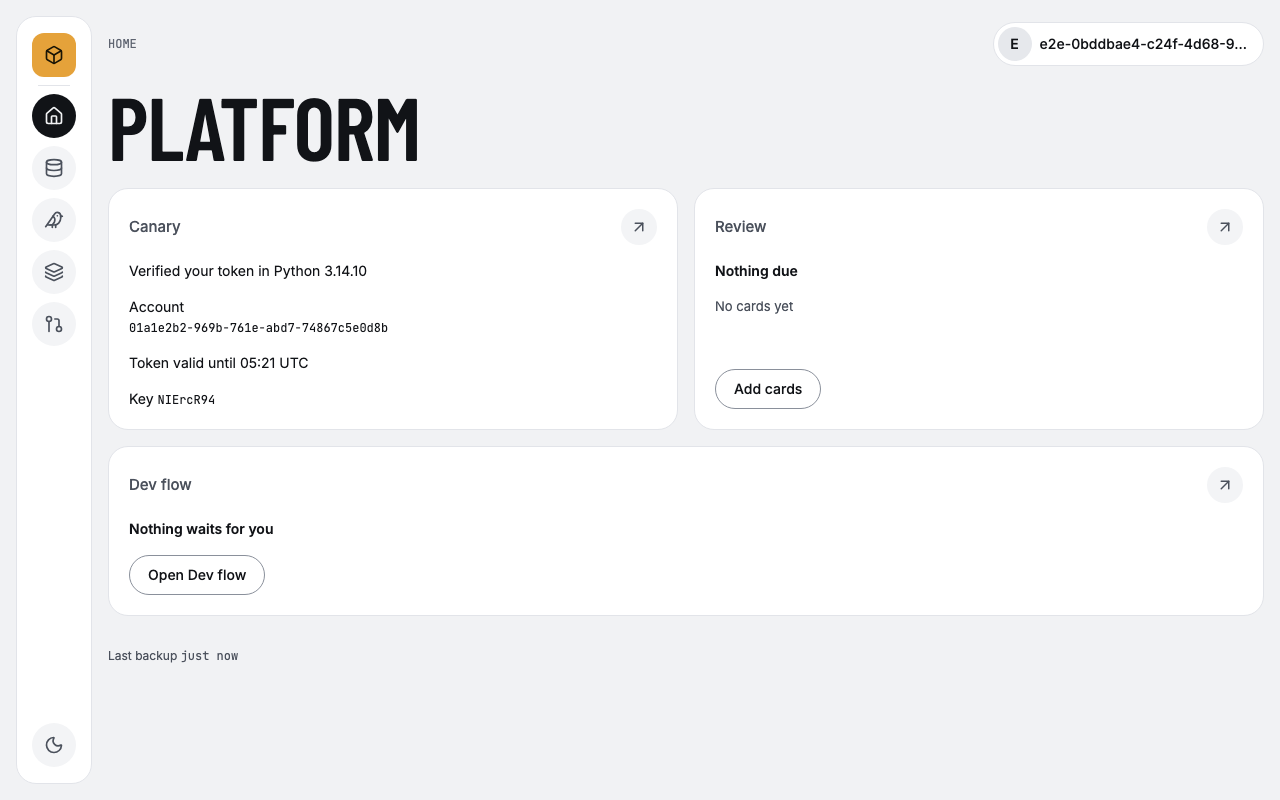 HOME
E
e2e-0bddbae4-c24f-4d68-9...
PLATFORM
Canary
Verified your token in Python 3.14.10
Account
01a1e2b2-969b-761e-abd7-74867c5e0d8b
Token valid until 05:21 UTC
Key NIErcR94
Review
Nothing due
No cards yet
Add cards
Dev flow
Nothing waits for you
Open Dev flow
Last backup just now